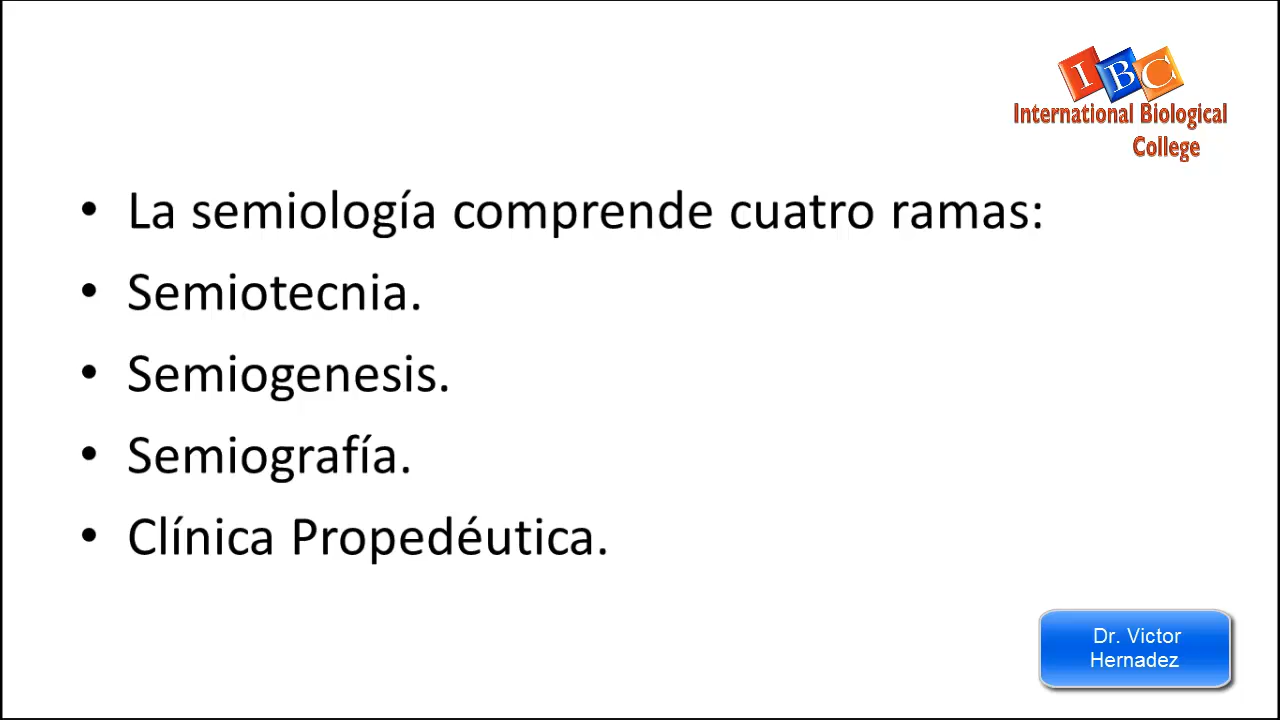 IBC
International Biological
College
• La semiología comprende cuatro ramas:
• Semiotecnia.
• Semiogenesis.
• Semiografía.
• Clínica Propedéutica.
Dr. Victor
Hernadez